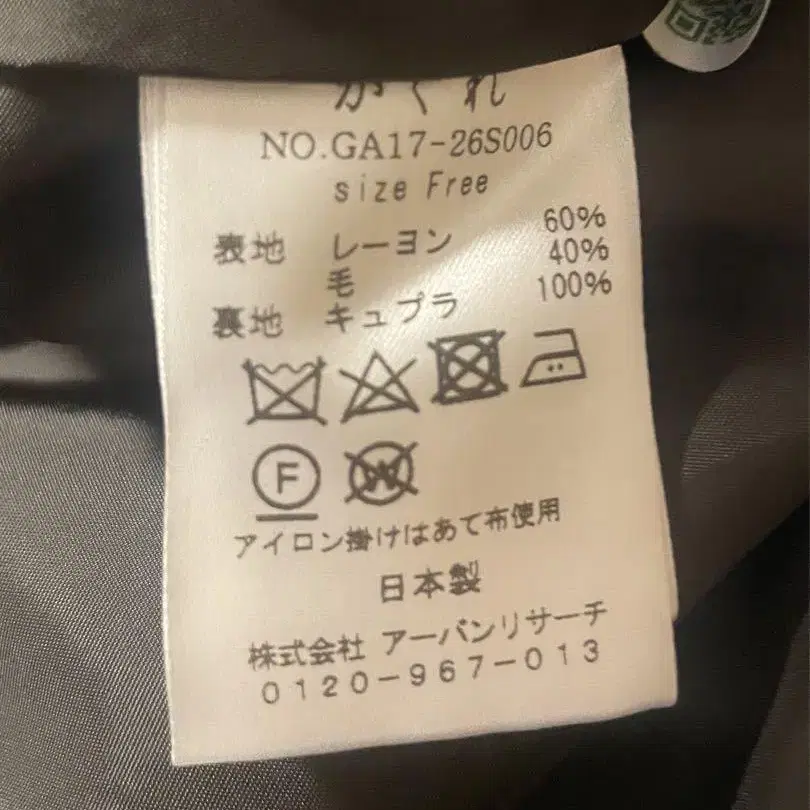 かぐれ
NO.GA17-26S006
size Free
表地 レーヨン 60%
毛 40%
裏地 キュプラ 100%
F
W
アイロン掛けはあて布使用
日本製
株式会社 アーバンリサーチ
0120-967-013